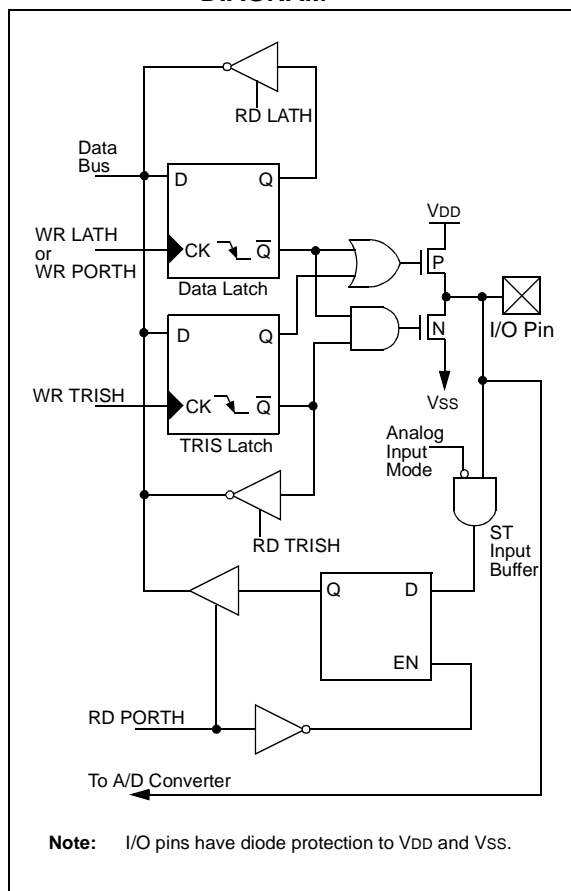 RD LATH
Data
Bus
D Q
VDD
WR LATH
or
WR PORTH
CK Q
P
Data Latch
I/O Pin
N
D Q
WR TRISH
CK Q
VSS
TRIS Latch
Analog
Input
Mode
RD TRISH
ST
Input
Buffer
Q D
EN
RD PORTH
To A/D Converter
Note: I/O pins have diode protection to VDD and VSS.